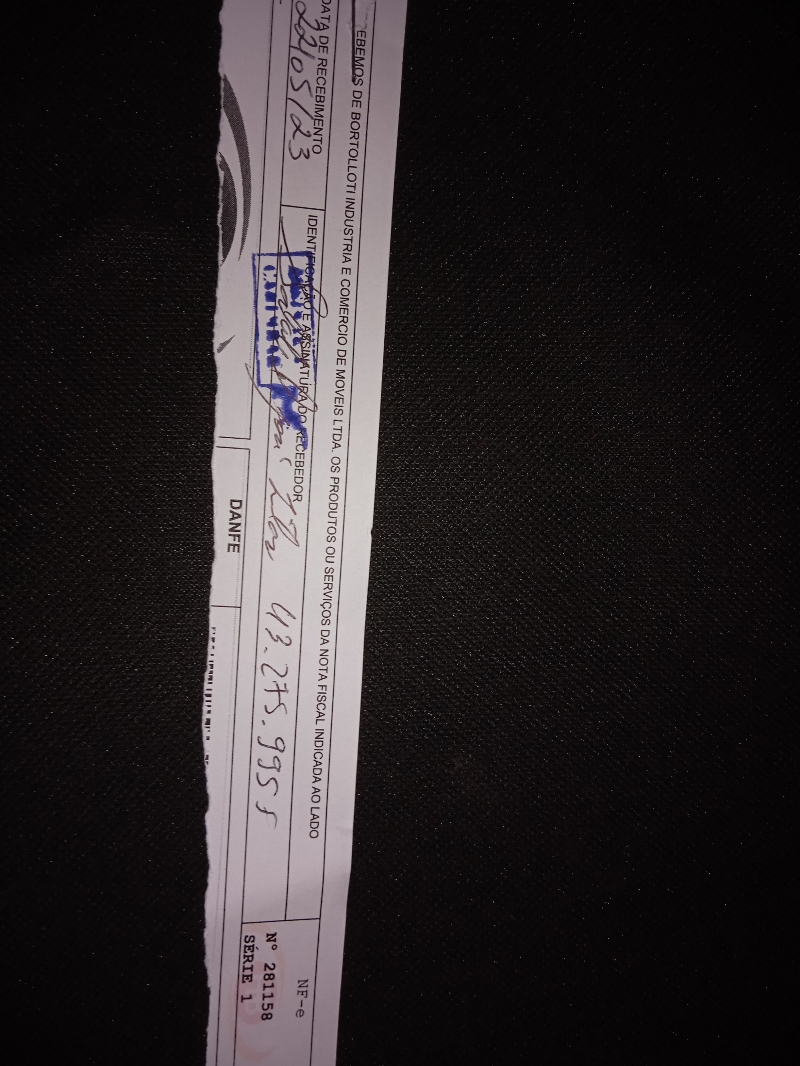 EBEMOS DE BORTOLLOTI INDUSTRIA E COMERCIO DE MOVEIS LTDA. OS PRODUTOS OU SERVIÇOS DA NOTA FISCAL INDICADA AO LADO
NF-e
DATA DE RECEBIMENTO
IDENTIFICAÇÃO E ASSINATURA DO RECEBEDOR
22/05/23
43.275.995
Nº 281158
SÉRIE 1
DANFE